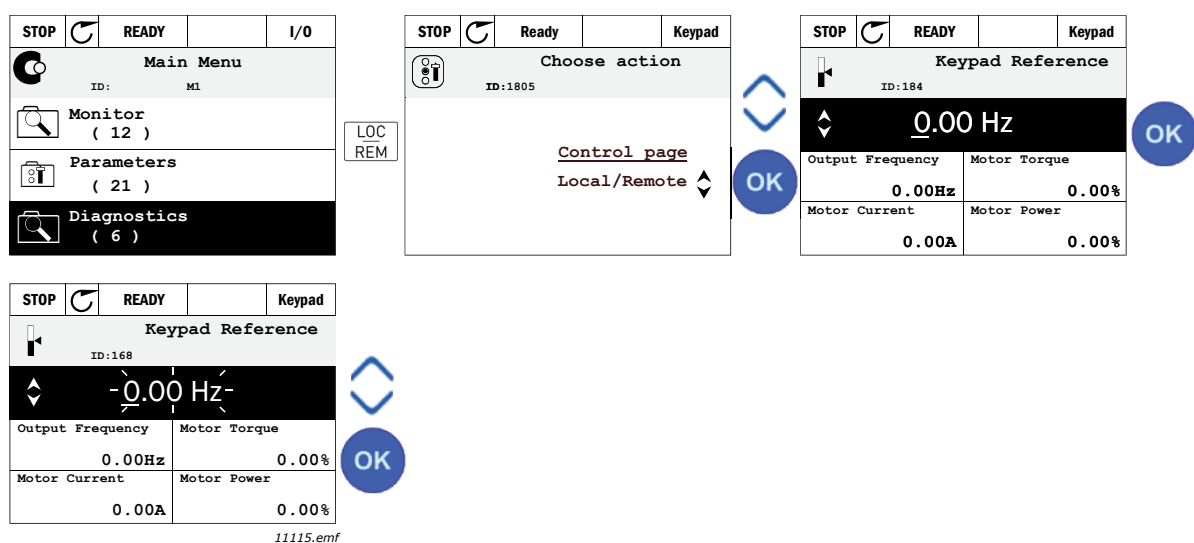 STOP READY I/O
Main Menu
ID: M1
Monitor
( 12 )
Parameters
( 21 )
Diagnostics
( 6 )
LOC
REM
STOP Ready Keypad
Choose action
ID:1805
Control page
Local/Remote
OK
STOP READY Keypad
Keypad Reference
ID:184
0.00 Hz
Output Frequency Motor Torque
0.00Hz 0.00%
Motor Current Motor Power
0.00A 0.00%
OK
STOP READY Keypad
Keypad Reference
ID:168
0.00 Hz
Output Frequency Motor Torque
0.00Hz 0.00%
Motor Current Motor Power
0.00A 0.00%
OK
11115.emf